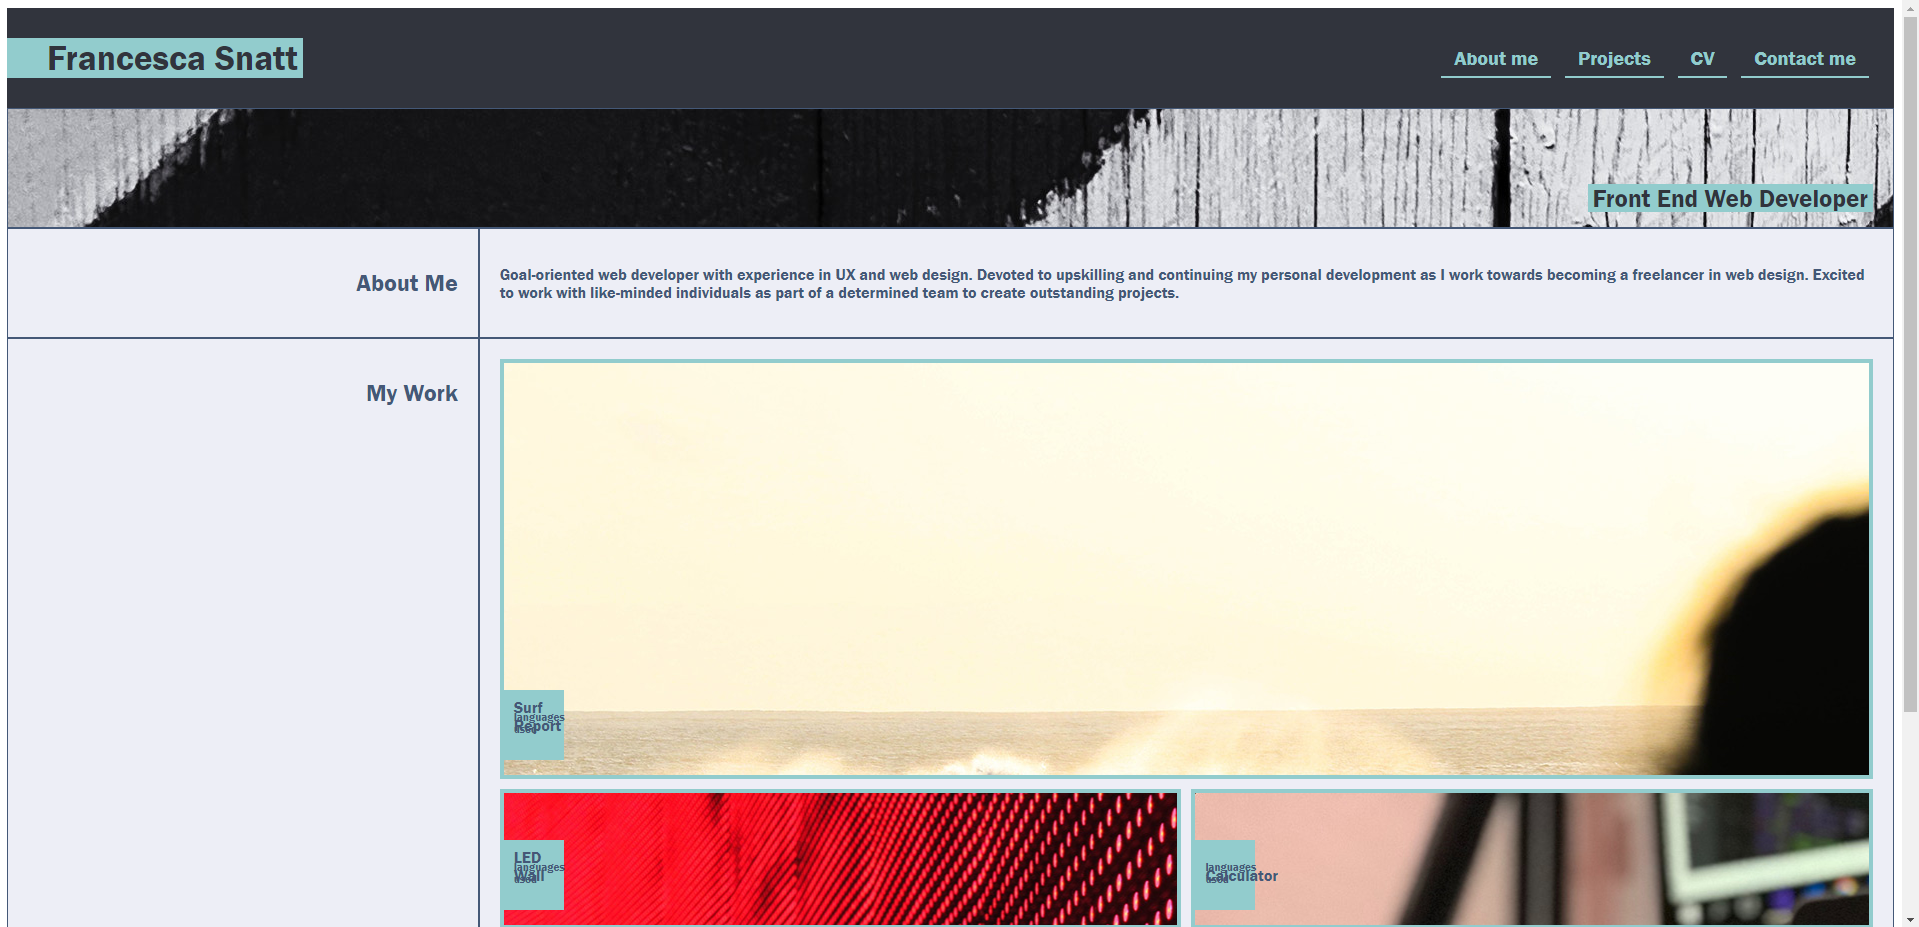 Francesca Snatt
About me Projects CV Contact me
Front End Web Developer
About Me
Goal-oriented web developer with experience in UX and web design. Devoted to upskilling and continuing my personal development as I work towards becoming a freelancer in web design. Excited
to work with like-minded individuals as part of a determined team to create outstanding projects.
My Work
Surf
languages
Report
used
LED
languages
Wall
used
languages
Calculator
used